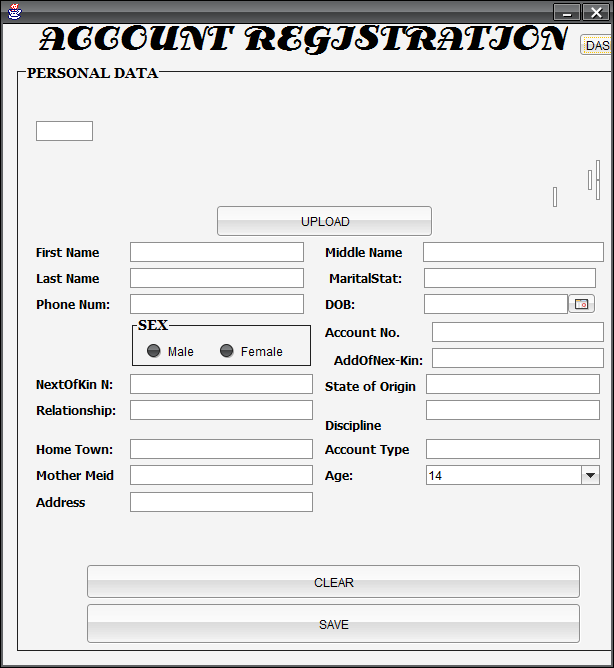 ACCOUNT REGISTRATION
DAS
PERSONAL DATA
UPLOAD
First Name
Middle Name
Last Name
MaritalStat:
Phone Num:
DOB:
SEX
Male
Female
Account No.
AddOfNex-Kin:
NextOfKin N:
State of Origin
Relationship:
Discipline
Home Town:
Account Type
Mother Meid
Age:
14
Address
CLEAR
SAVE